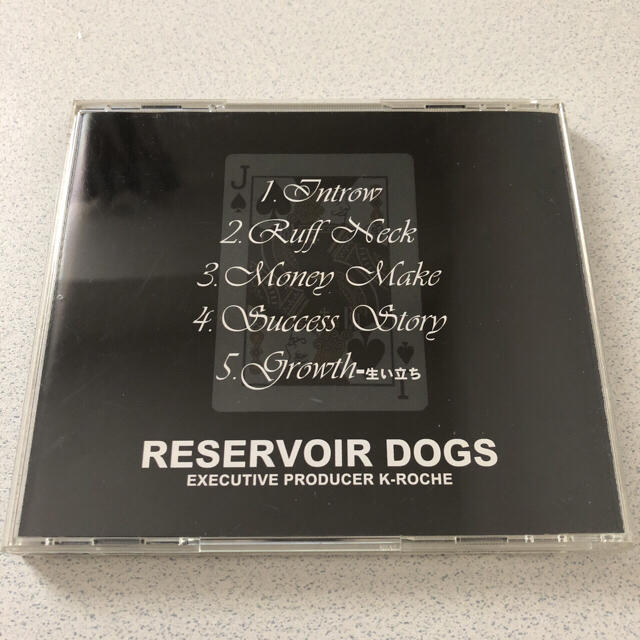 J
1. Introw
2. Ruff Neck
3. Money Make
4. Success Story
5. Growth-生い立ち
RESERVOIR DOGS
EXECUTIVE PRODUCER K-ROCHE